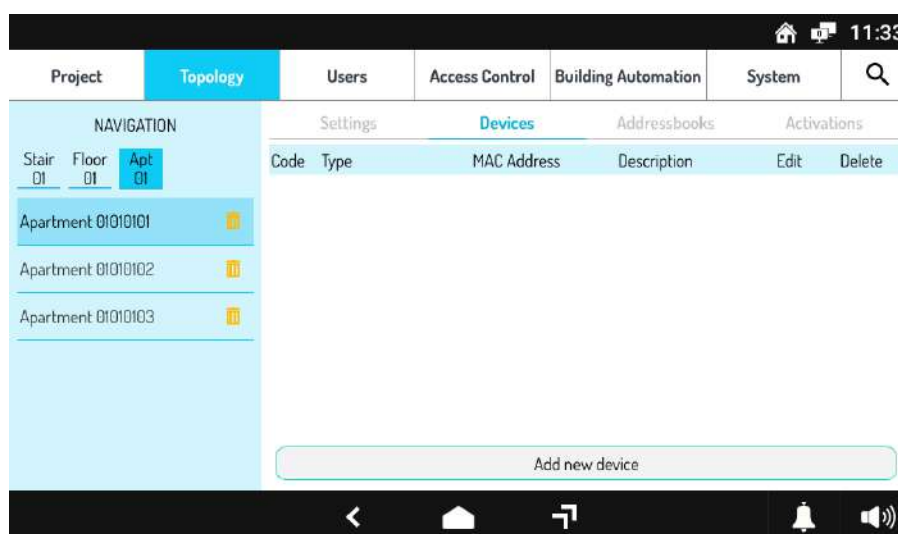 11:33
Project Topology Users Access Control Building Automation System
NAVIGATION
Settings Devices Addressbooks Activations
Stair Floor Apt
01 01 01
Code Type MAC Address Description Edit Delete
Apartment 01010101
Apartment 01010102
Apartment 01010103
Add new device